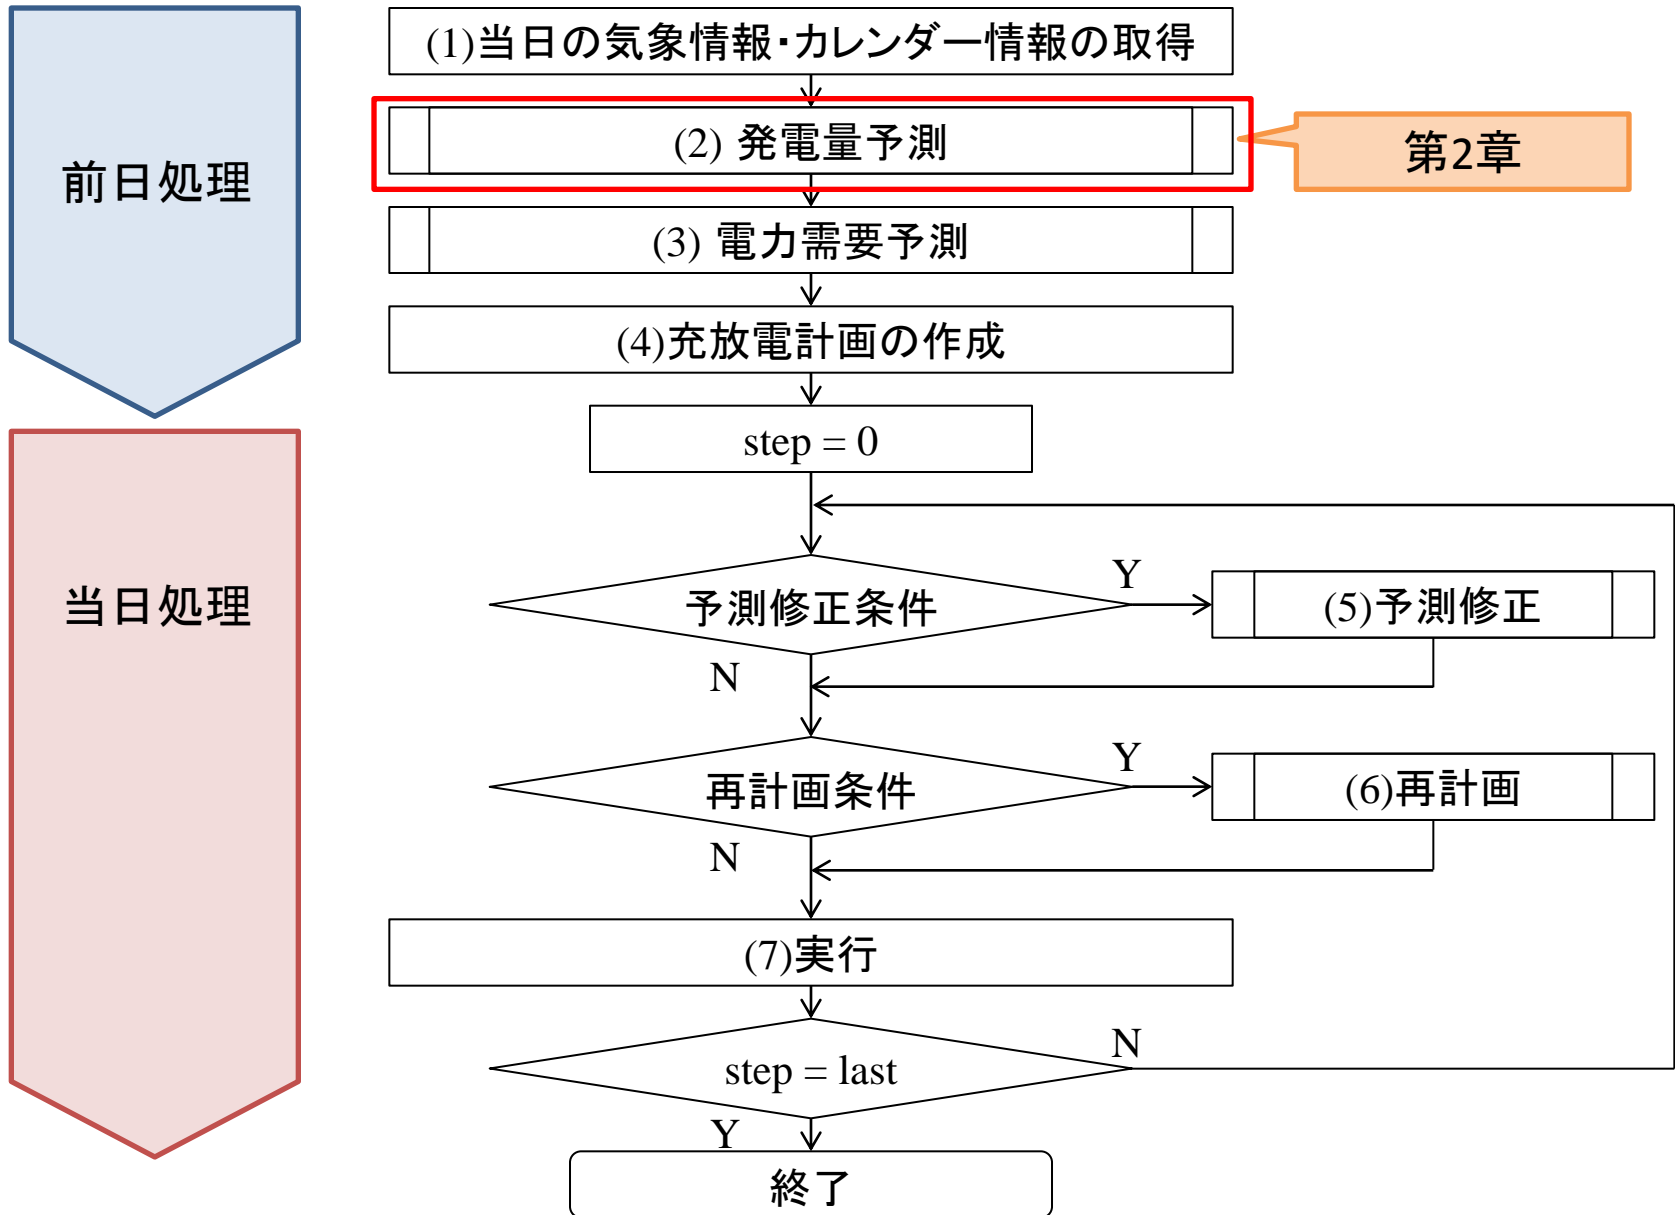 前日処理
(1)当日の気象情報・カレンダー情報の取得
(2) 発電量予測
第2章
(3) 電力需要予測
(4)充放電計画の作成
当日処理
step = 0
予測修正条件
Y
(5)予測修正
N
再計画条件
Y
(6)再計画
N
(7)実行
step = last
N
Y
終了